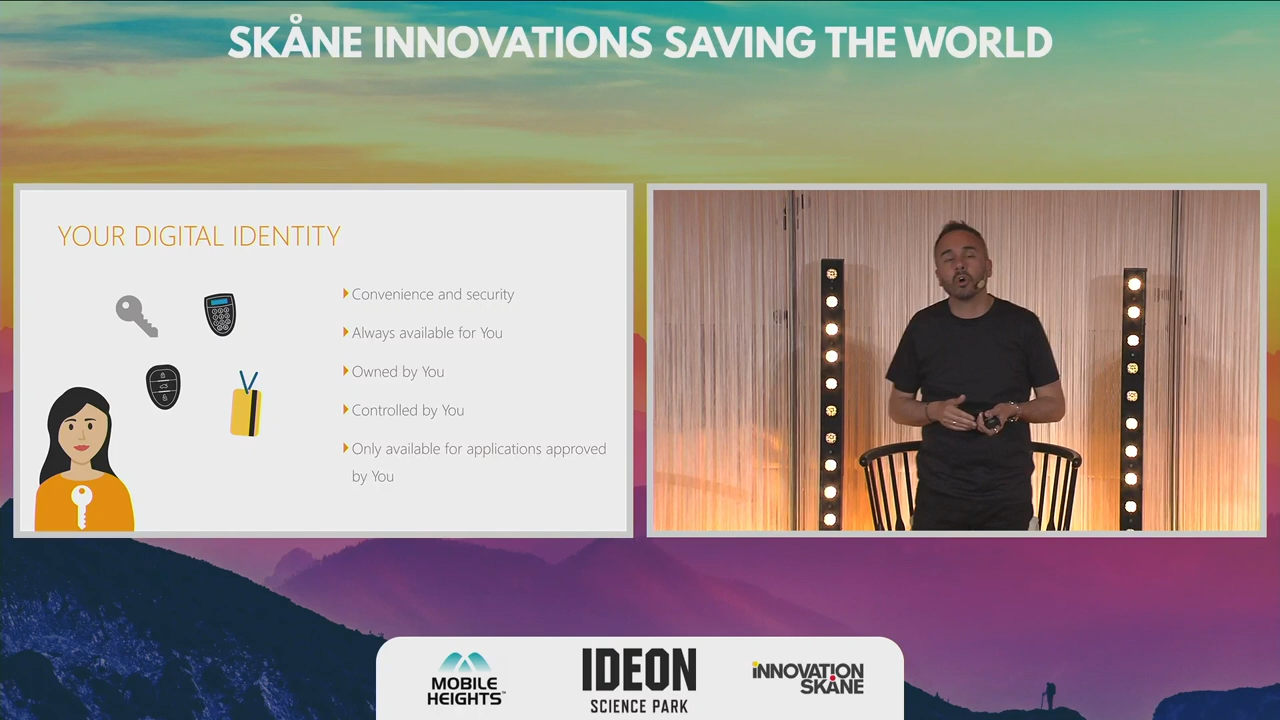 SKÅNE INNOVATIONS SAVING THE WORLD
YOUR DIGITAL IDENTITY
Convenience and security
Always available for You
Owned by You
Controlled by You
Only available for applications approved
by You
MOBILE
HEIGHTS™
IDEON
SCIENCE PARK
INNOVATION
SKÅNE